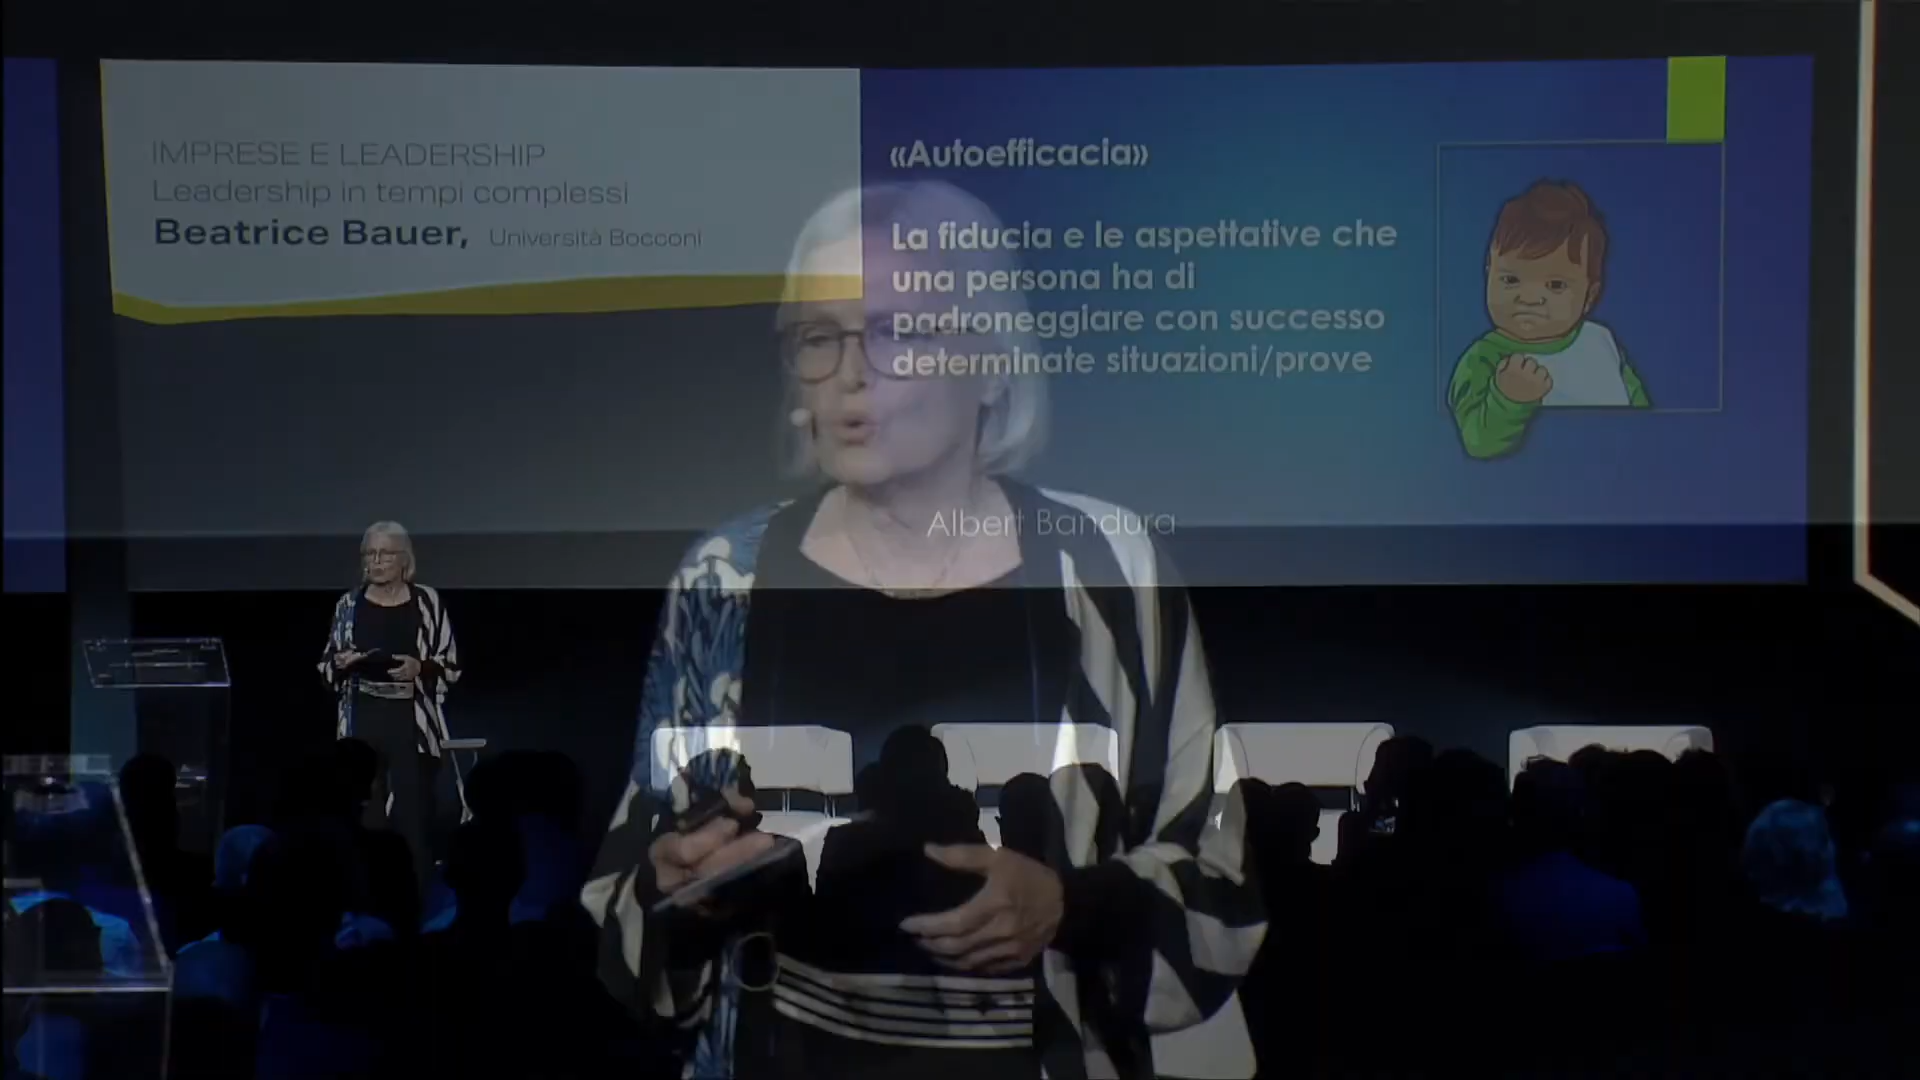 IMPRESE E LEADERSHIP
Leadership in tempi complessi
Beatrice Bauer, Università Bocconi
«Autoefficacia»
La fiducia e le aspettative che
una persona ha di
padroneggiare con successo
determinate situazioni/prove
Albert Bandura